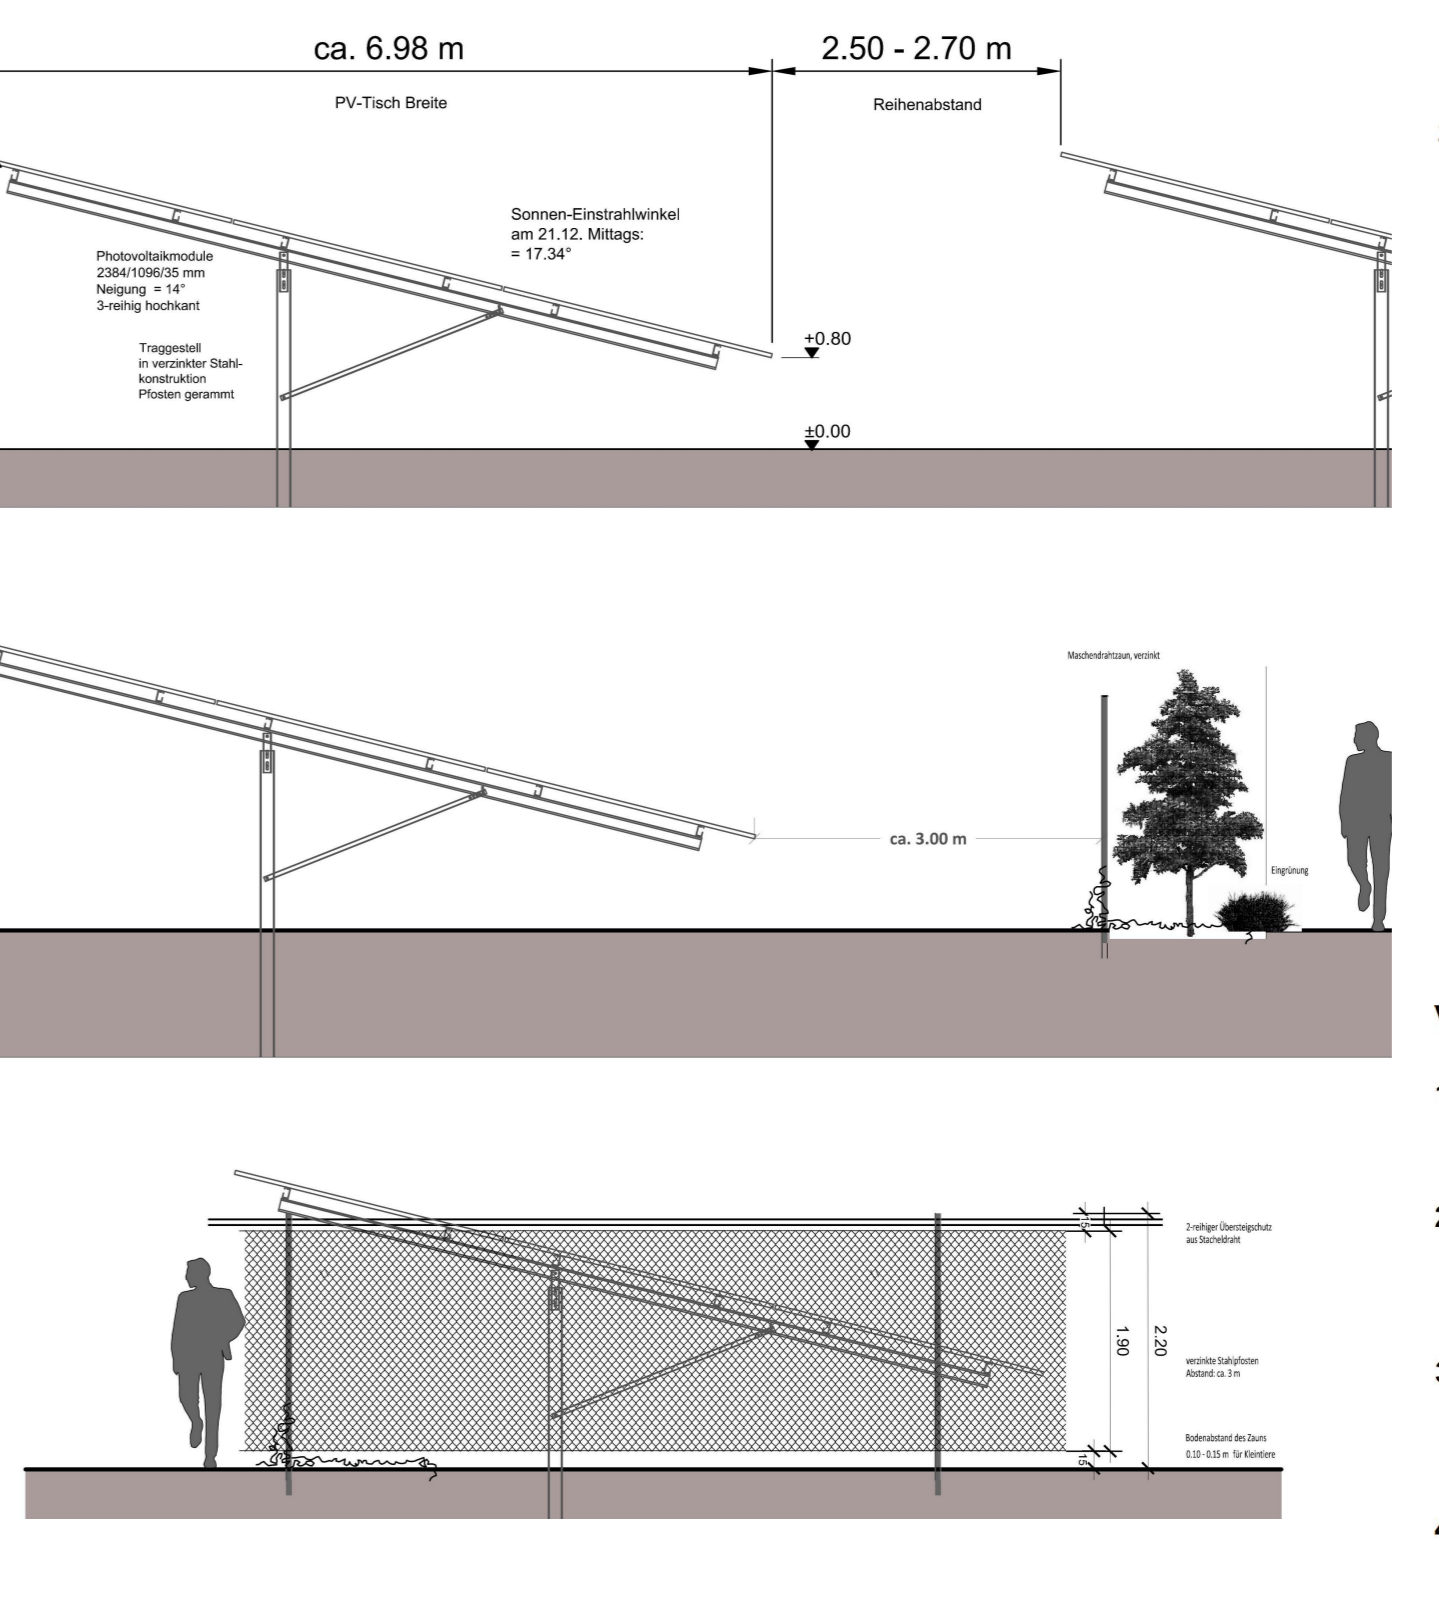 ca. 6.98 m
2.50 - 2.70 m
PV-Tisch Breite
Reihenabstand
Sonnen-Einstrahlwinkel
am 21.12. Mittags:
= 17.34°
Photovoltaikmodule
2384/1096/35 mm
Neigung = 14°
3-reihig hochkant
Traggestell
in verzinkter Stahl-
konstruktion
Pfosten gerammt
+0.80
±0.00
Maschendrahtzaun, verzinkt
ca. 3.00 m
Eingrünung
15
2-reihiger Übersteigschutz
aus Stacheldraht
1.90
2.20
verzinkte Stahlpfosten
Abstand: ca. 3 m
Bodenabstand des Zauns
0.10 - 0.15 m für Kleintiere
15